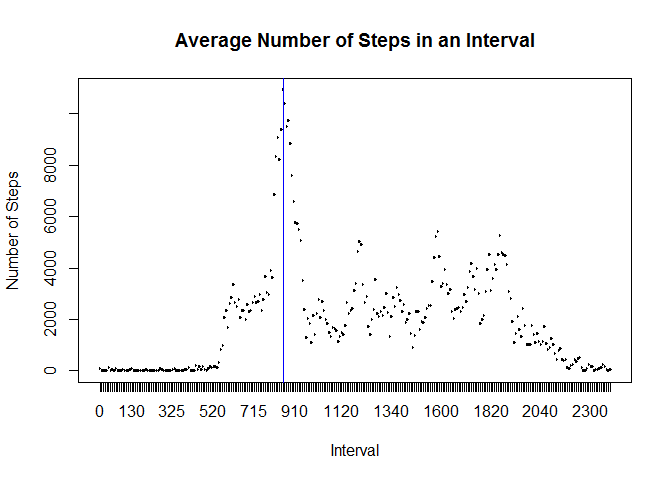 Average Number of Steps in an Interval
Number of Steps
8000
6000
4000
2000
0
0 130 325 520 715 910 1120 1340 1600 1820 2040 2300
Interval